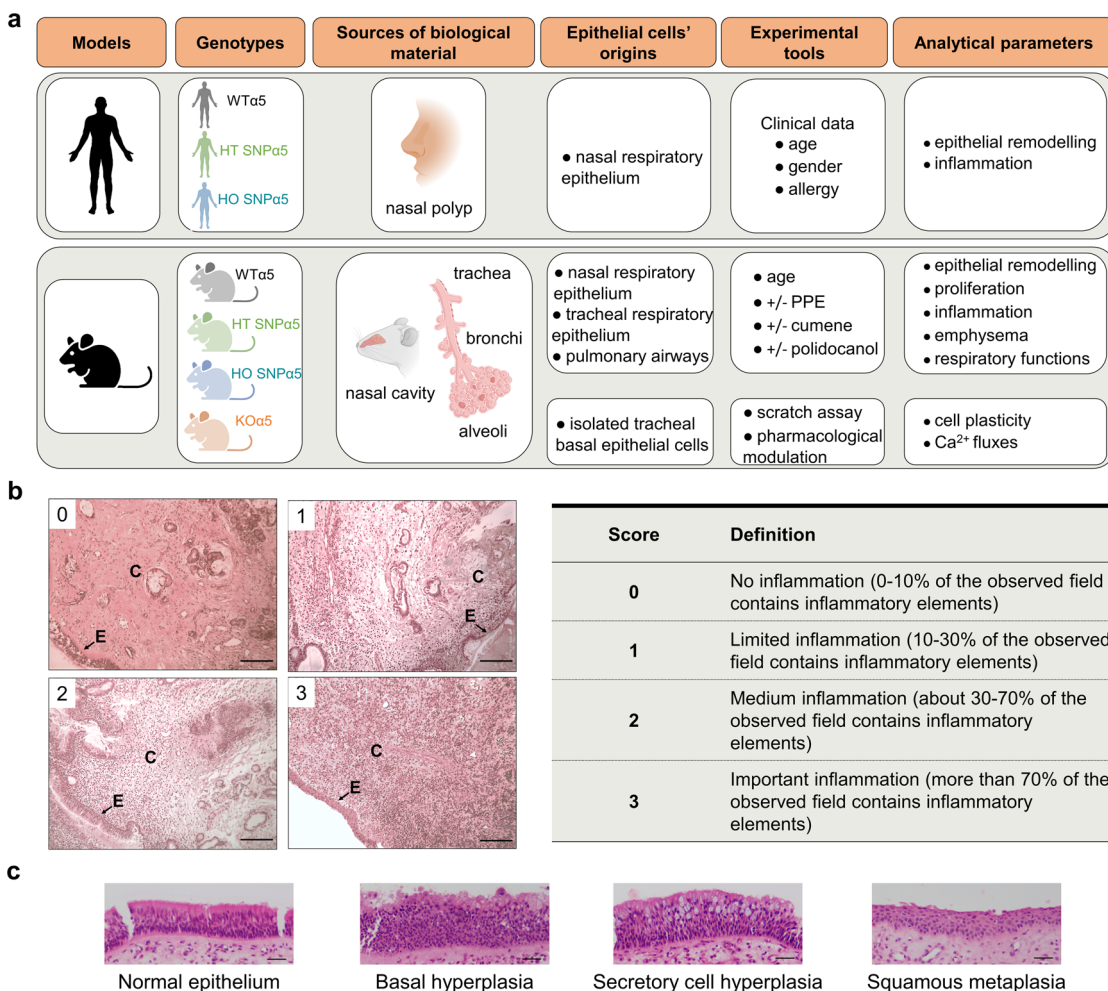 a
Models
Genotypes
Sources of biological
material
Epithelial cells'
origins
Experimental
tools
Analytical parameters
WTα5
HT SNPα5
HO SNPα5
nasal polyp
● nasal respiratory
epithelium
Clinical data
● age
● gender
● allergy
● epithelial remodelling
● inflammation
WTα5
HT SNPα5
HO SNPα5
KOα5
trachea
bronchi
nasal cavity
alveoli
● nasal respiratory
epithelium
● tracheal respiratory
epithelium
● pulmonary airways
● age
● +/- PPE
● +/- cumene
● +/- polidocanol
● epithelial remodelling
● proliferation
● inflammation
● emphysema
● respiratory functions
● isolated tracheal
basal epithelial cells
● scratch assay
● pharmacological
modulation
● cell plasticity
● Ca²⁺ fluxes
b
0
C
E
1
C
E
2
C
E
3
C
E
Score
Definition
0
No inflammation (0-10% of the observed field
contains inflammatory elements)
1
Limited inflammation (10-30% of the observed
field contains inflammatory elements)
2
Medium inflammation (about 30-70% of the
observed field contains inflammatory
elements)
3
Important inflammation (more than 70% of the
observed field contains inflammatory
elements)
c
Normal epithelium
Basal hyperplasia
Secretory cell hyperplasia
Squamous metaplasia